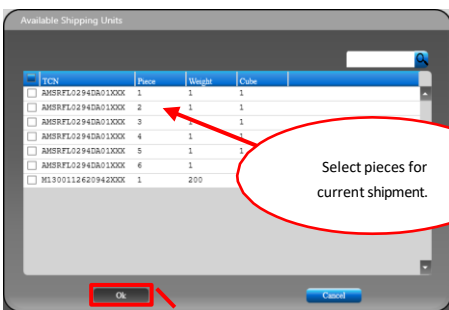 Available Shipping Units
TCN Piece Weight Cube
AMSRFL0294DA01XXX 1 1 1
AMSRFL0294DA01XXX 2 1 1
AMSRFL0294DA01XXX 3 1 1
AMSRFL0294DA01XXX 4 1 1
AMSRFL0294DA01XXX 5 1 1
AMSRFL0294DA01XXX 6 1
M1300112620942XXX 1 200
Select pieces for
current shipment.
Ok Cancel